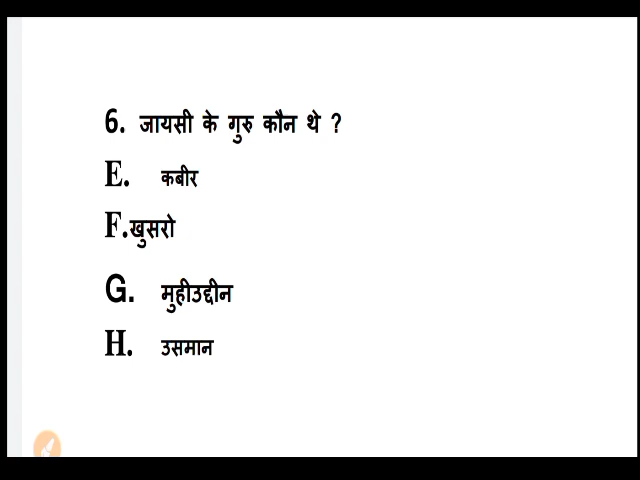 6. जायसी के गुरु कौन थे ?
E. कबीर
F.खुसरो
G. मुहीउद्दीन
H. उसमान